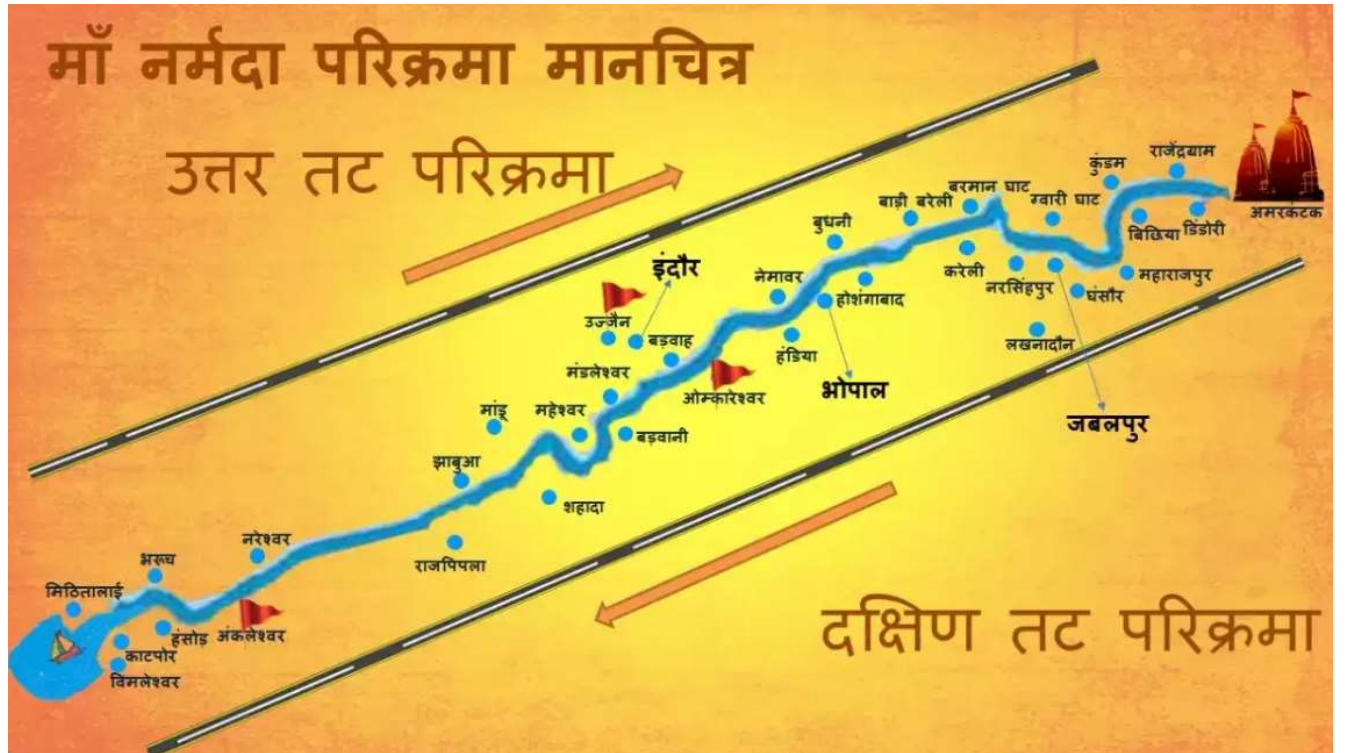 माँ नर्मदा परिक्रमा मानचित्र
उत्तर तट परिक्रमा
राजेंद्रग्राम
कुंडम
बरमान घाट
ग्वारी घाट
बाड़ी बरेली
अमरकंटक
डिंडोरी
बिछिया
बुधनी
करेली
महाराजपुर
नरसिंहपुर
घंसौर
इंदौर
नेमावर
होशंगाबाद
उज्जैन
बड़वाह
हंडिया
लखनादौन
मंडलेश्वर
ओम्कारेश्वर
भोपाल
जबलपुर
मांडू
महेश्वर
बड़वानी
झाबुआ
शहादा
नरेश्वर
राजपिपला
भरूच
मिठितालाई
हंसोड़
अंकलेश्वर
काटपोर
विमलेश्वर
दक्षिण तट परिक्रमा